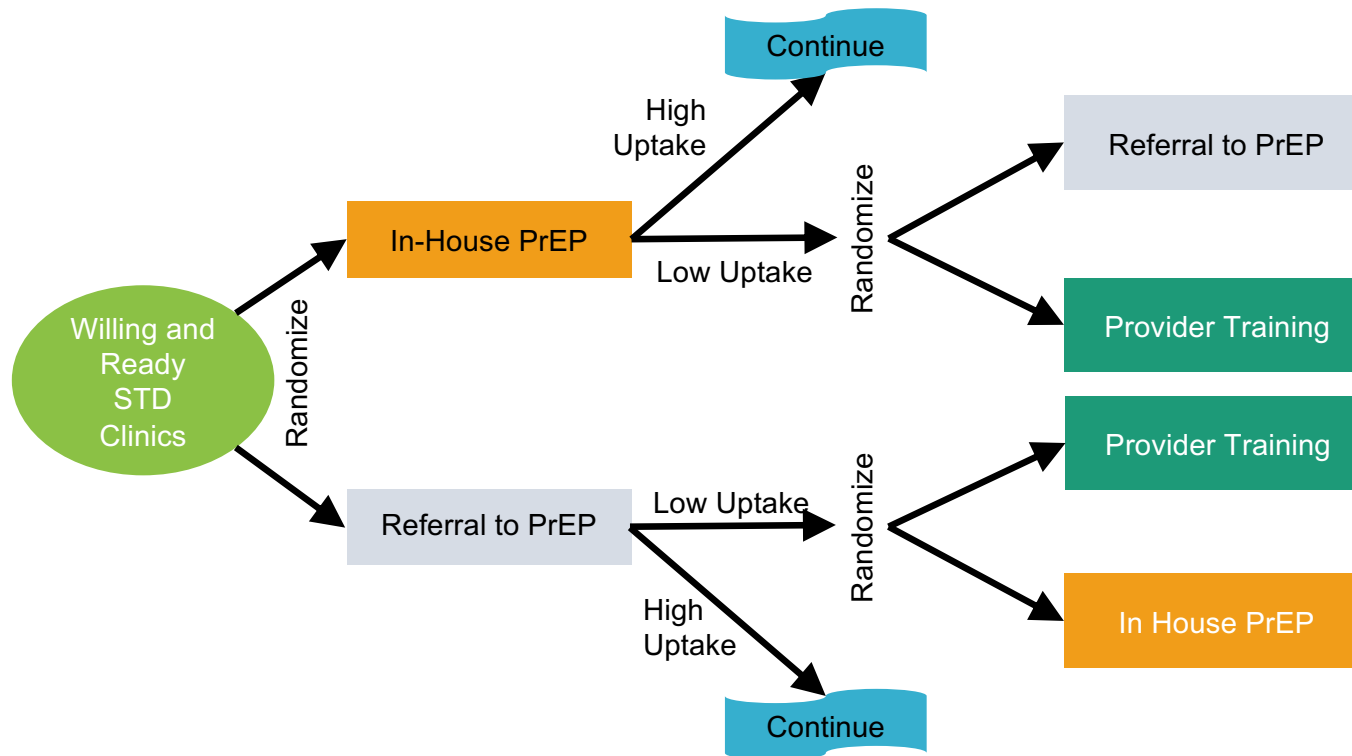 Continue
High
Uptake
Referral to PrEP
Randomize
In-House PrEP
Low Uptake
Randomize
Willing and
Ready
STD
Clinics
Provider Training
Provider Training
Low Uptake
Randomize
Referral to PrEP
High
Uptake
In House PrEP
Continue